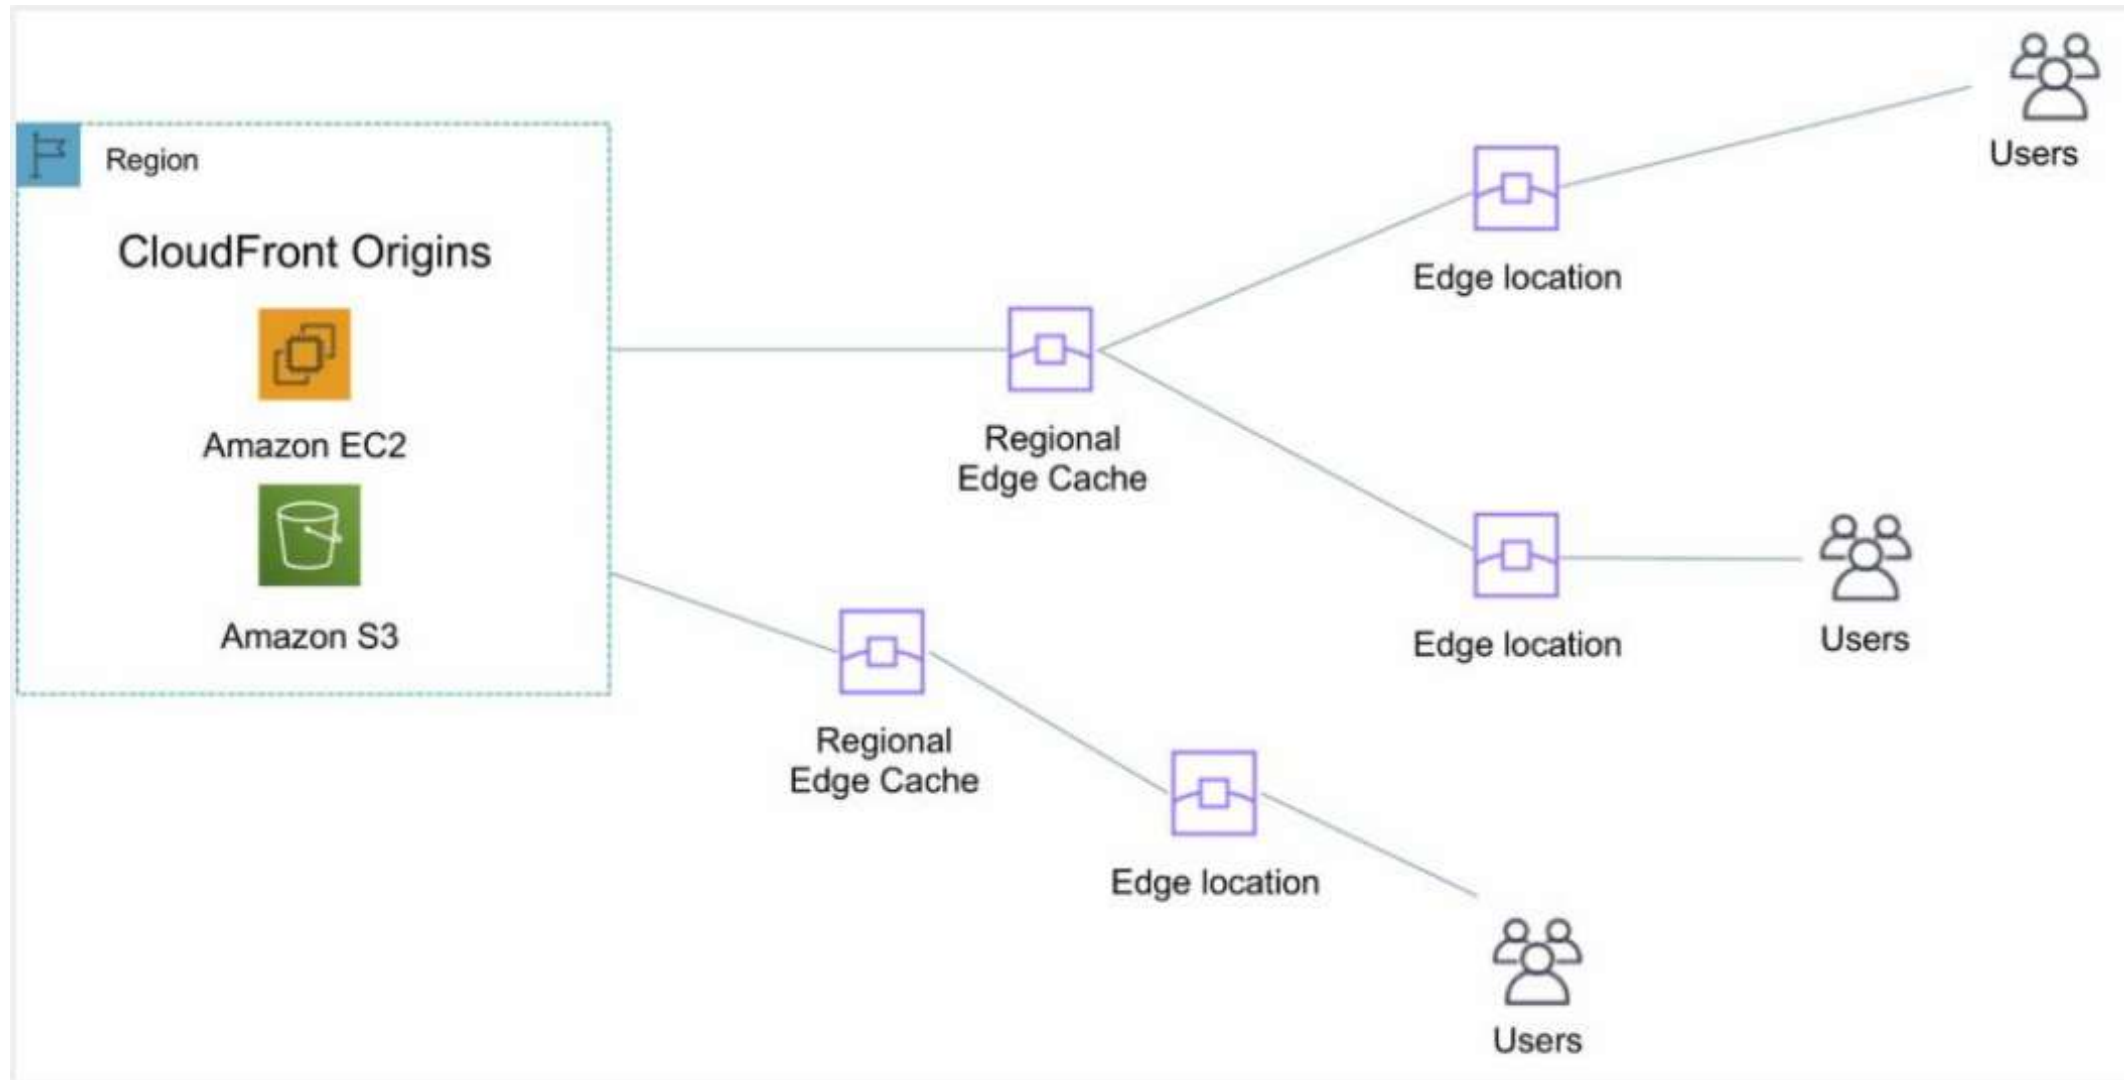 Users
Region
CloudFront Origins
Edge location
Amazon EC2
Regional
Edge Cache
Amazon S3
Edge location
Users
Regional
Edge Cache
Edge location
Users